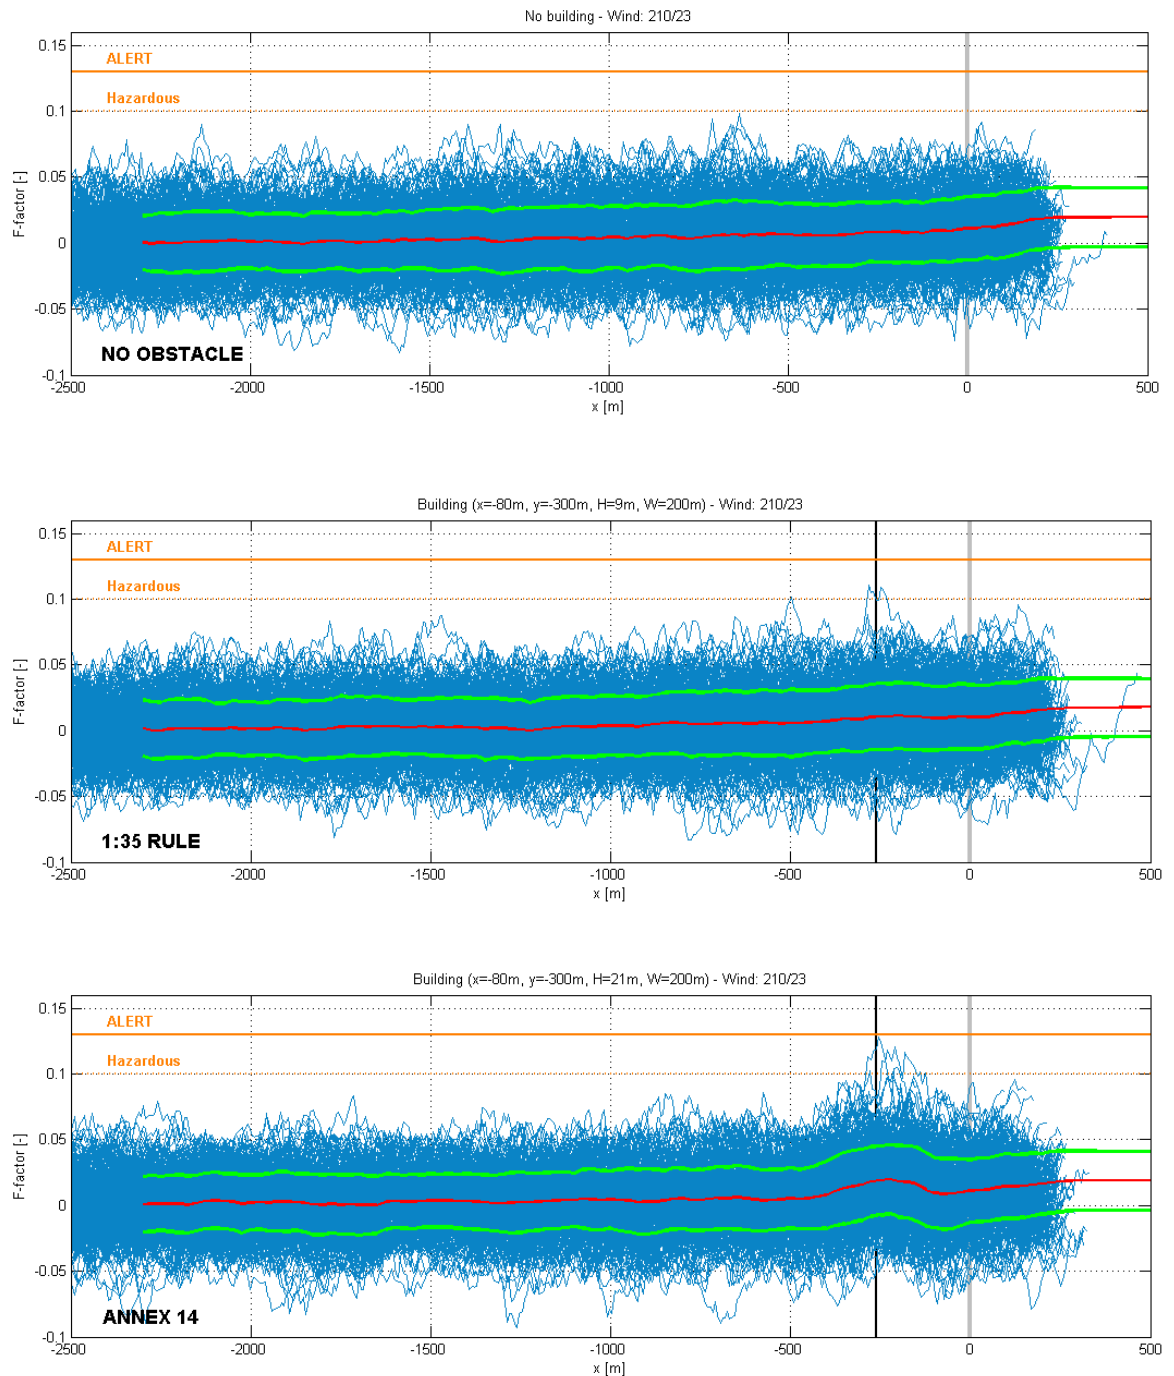 No building - Wind: 210/23
0.15
ALERT
0.1
Hazardous
0.05
0
-0.05
-0.1
F-factor [-]
NO OBSTACLE
-2500 -2000 -1500 -1000 -500 0 500
x [m]
Building (x=-80m, y=-300m, H=9m, W=200m) - Wind: 210/23
0.15
ALERT
0.1
Hazardous
0.05
0
-0.05
-0.1
F-factor [-]
1:35 RULE
-2500 -2000 -1500 -1000 -500 0 500
x [m]
Building (x=-80m, y=-300m, H=21m, W=200m) - Wind: 210/23
0.15
ALERT
0.1
Hazardous
0.05
0
-0.05
-0.1
F-factor [-]
ANNEX 14
-2500 -2000 -1500 -1000 -500 0 500
x [m]